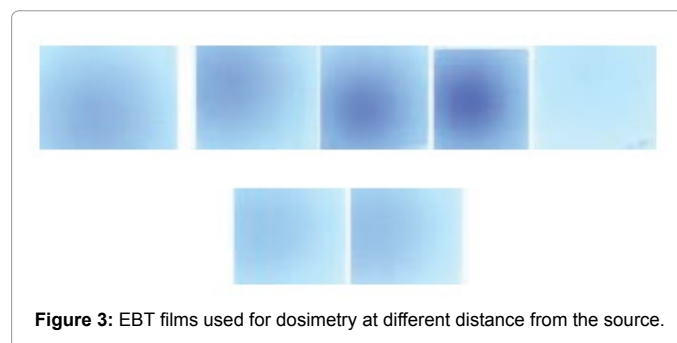 Figure 3: EBT films used for dosimetry at different distance from the source.